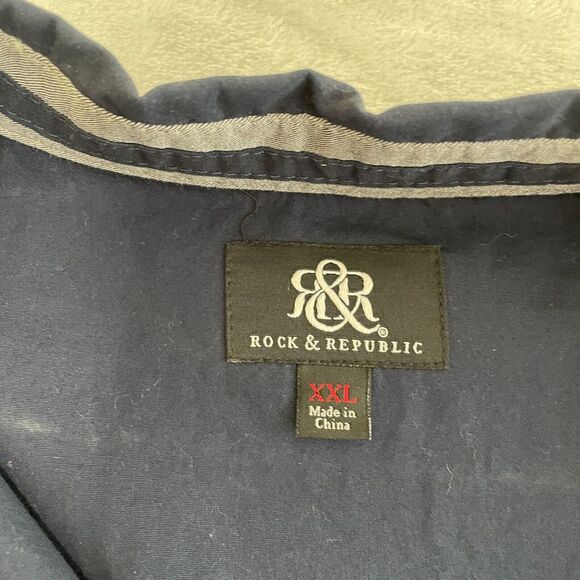 R&R®
ROCK & REPUBLIC
XXL
Made in
China